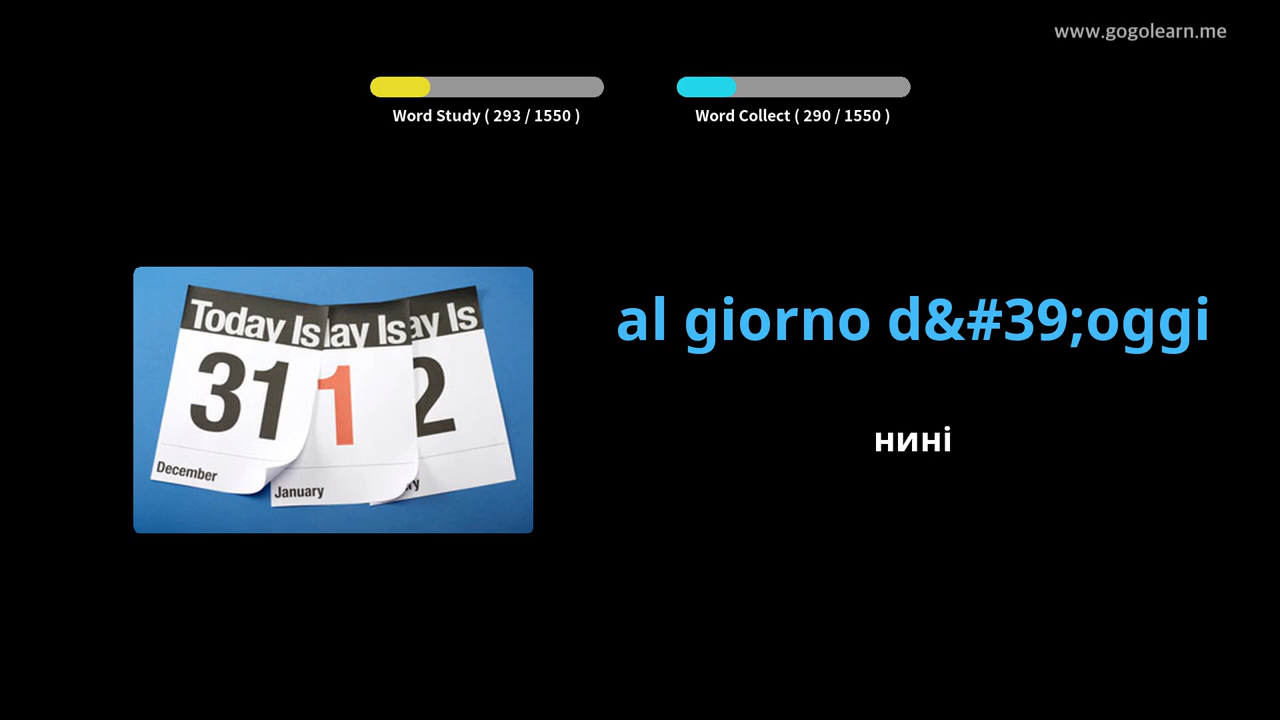 www.gogolearn.me
Word Study ( 293 / 1550 )
Word Collect ( 290 / 1550 )
Today Is
ay Is
ay Is
31
1
2
December
January
ry
al giorno d&#39;oggi
нині